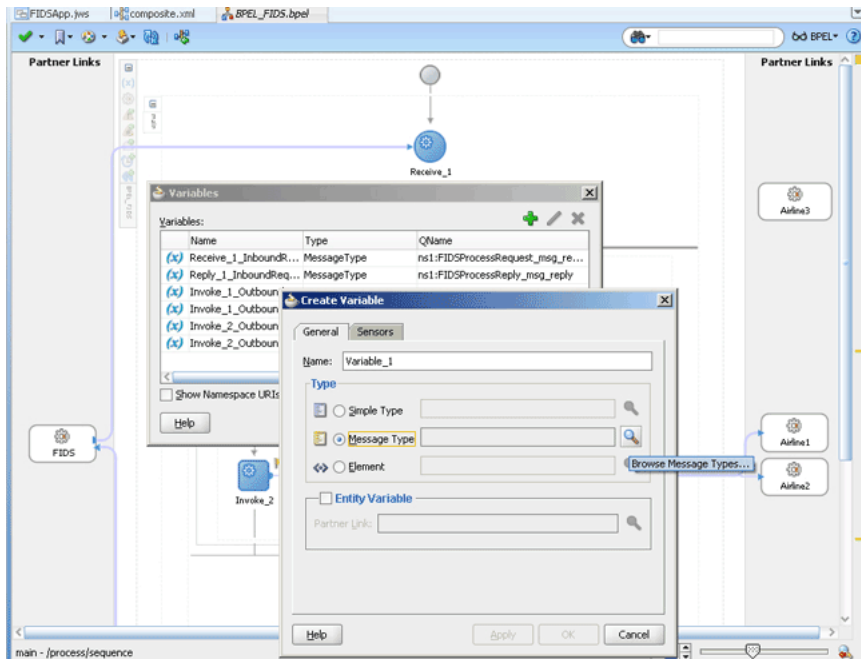 FIDSApp.jws composite.xml BPEL_FIDS.bpel
BPEL
Partner Links
Partner Links
Receive_1
Airline3
Variables
Variables:
Name Type QName
(x) Receive_1_InboundR... MessageType ns1:FIDSProcessRequest_msg_re...
(x) Reply_1_InboundReq... MessageType ns1:FIDSProcessReply_msg_reply
(x) Invoke_1_Outboun
(x) Invoke_1_Outboun
(x) Invoke_2_Outboun
(x) Invoke_2_Outboun
Show Namespace URIs
Help
Create Variable
General Sensors
Name: Variable_1
Type
Simple Type
Message Type
Element
Browse Message Types...
Entity Variable
Partner Link:
Help Apply OK Cancel
FIDS
Invoke_2
Airline1
Airline2
main - /process/sequence